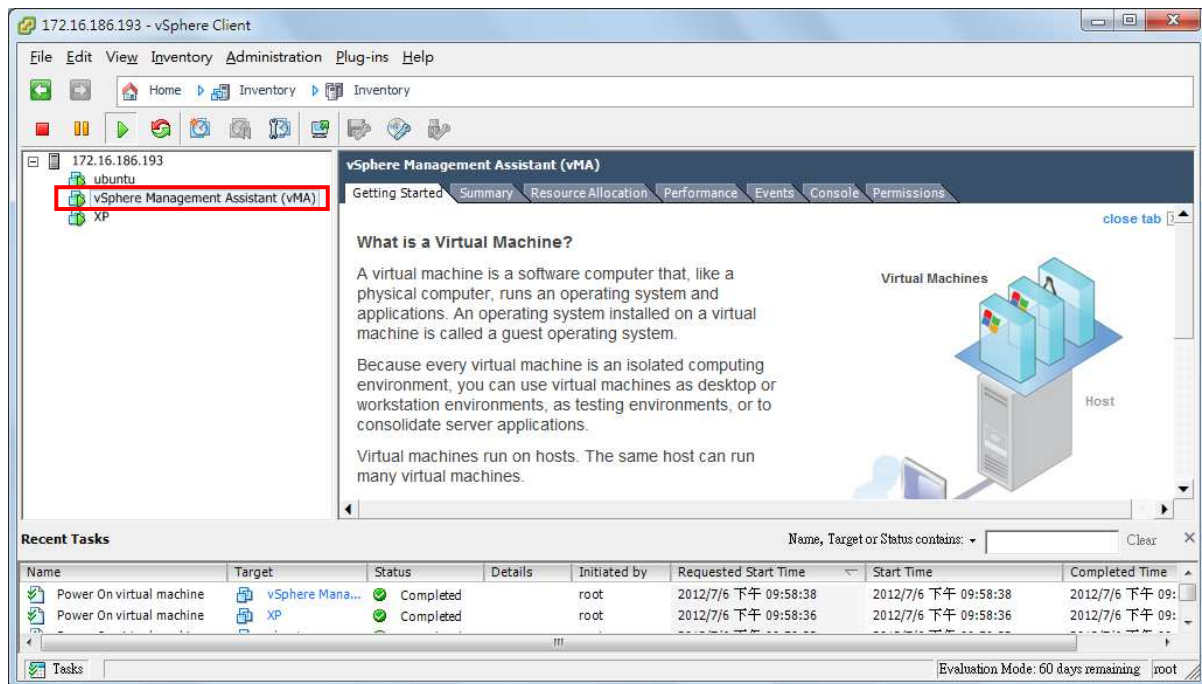 172.16.186.193 - vSphere Client
File Edit View Inventory Administration Plug-ins Help
Home Inventory Inventory
172.16.186.193
ubuntu
vSphere Management Assistant (vMA)
XP
vSphere Management Assistant (vMA)
Getting Started Summary Resource Allocation Performance Events Console Permissions
close tab
What is a Virtual Machine?
A virtual machine is a software computer that, like a
physical computer, runs an operating system and
applications. An operating system installed on a virtual
machine is called a guest operating system.
Because every virtual machine is an isolated computing
environment, you can use virtual machines as desktop or
workstation environments, as testing environments, or to
consolidate server applications.
Virtual machines run on hosts. The same host can run
many virtual machines.
Virtual Machines
Host
Recent Tasks
Name, Target or Status contains: Clear
Name Target Status Details Initiated by Requested Start Time Start Time Completed Time
Power On virtual machine vSphere Mana... Completed root 2012/7/6 下午 09:58:38 2012/7/6 下午 09:58:38 2012/7/6 下午 09:
Power On virtual machine XP Completed root 2012/7/6 下午 09:58:36 2012/7/6 下午 09:58:36 2012/7/6 下午 09:
Tasks
Evaluation Mode: 60 days remaining root